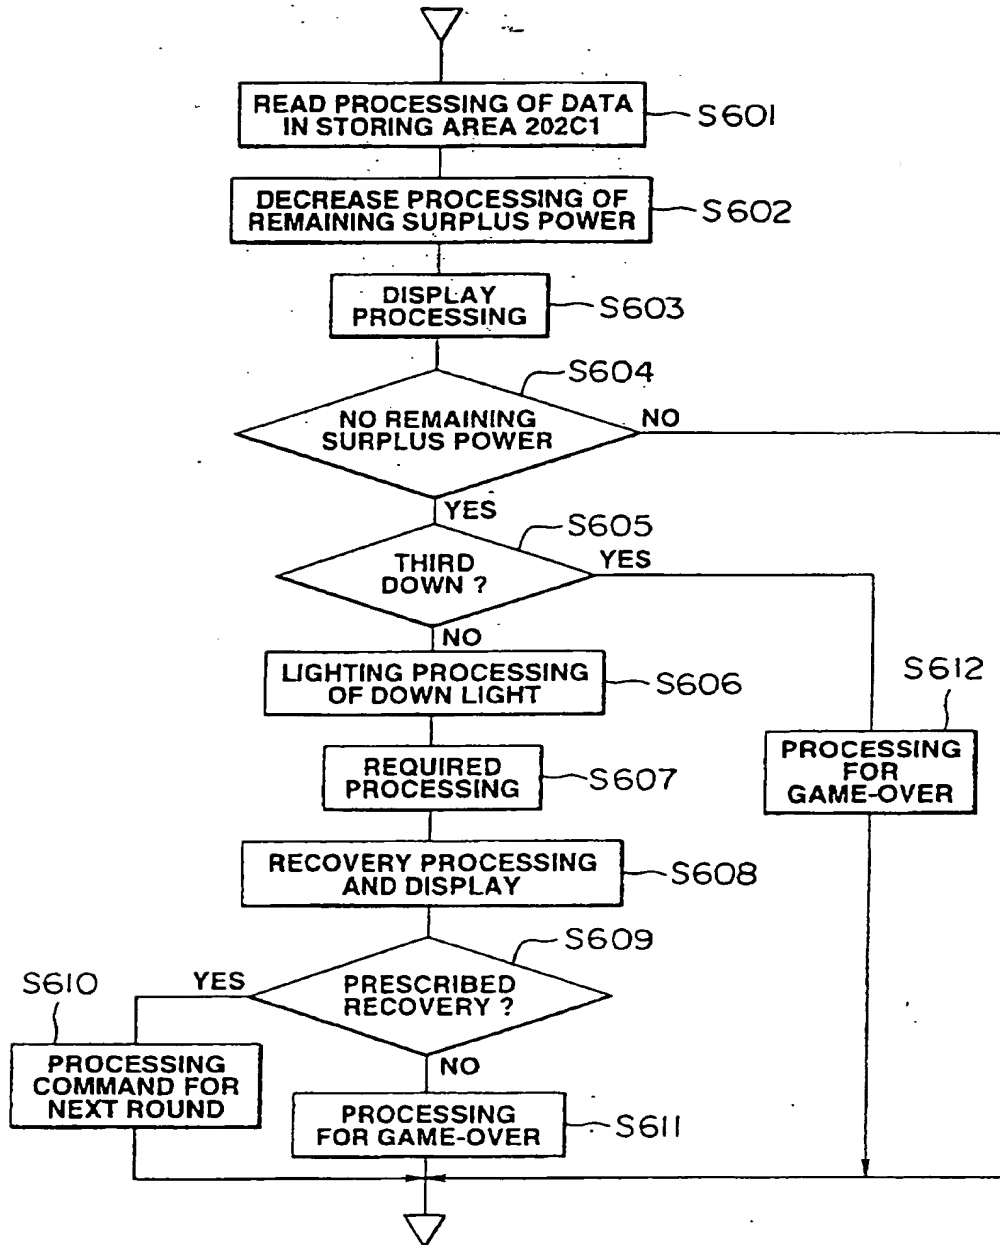 READ PROCESSING OF DATA
IN STORING AREA 202C1
S601
DECREASE PROCESSING OF
REMAINING SURPLUS POWER
S602
DISPLAY
PROCESSING
S603
S604
NO REMAINING
SURPLUS POWER
NO
YES
S605
THIRD
DOWN ?
YES
NO
LIGHTING PROCESSING
OF DOWN LIGHT
S606
S612
PROCESSING
FOR
GAME-OVER
REQUIRED
PROCESSING
S607
RECOVERY PROCESSING
AND DISPLAY
S608
S609
PRESCRIBED
RECOVERY ?
YES
NO
S610
PROCESSING
COMMAND FOR
NEXT ROUND
PROCESSING
FOR GAME-OVER
S611